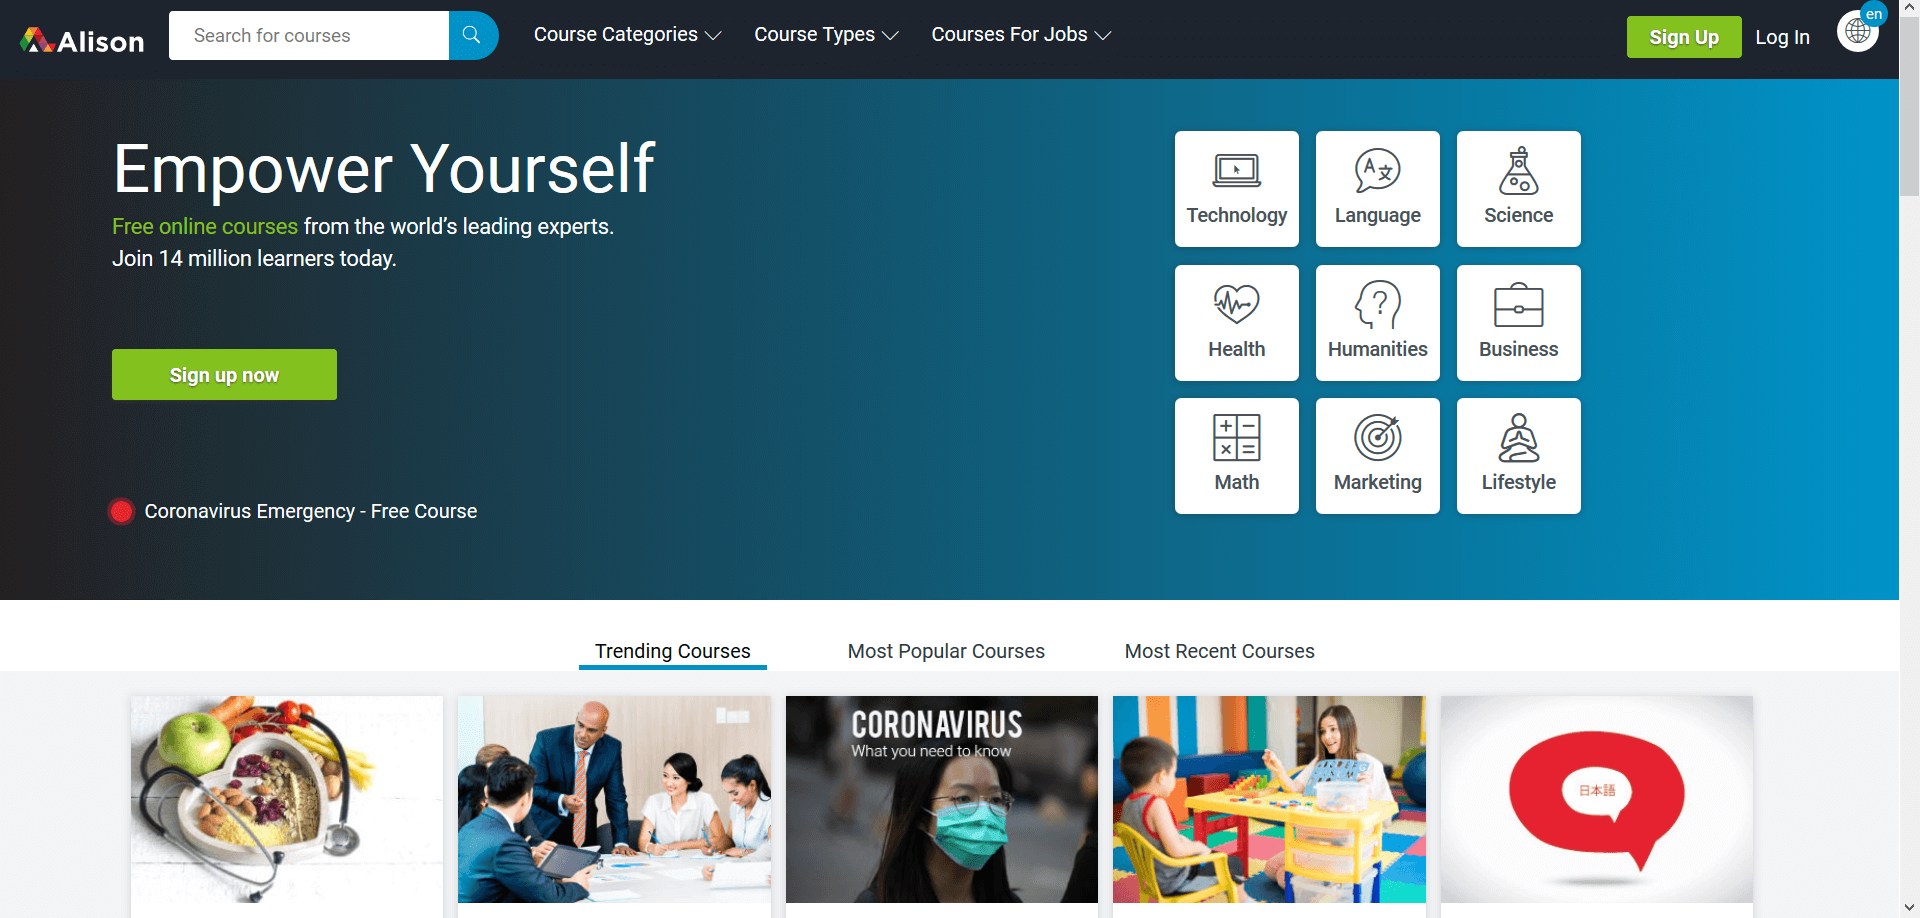 Alison
Search for courses
Course Categories
Course Types
Courses For Jobs
Sign Up
Log In
en
Empower Yourself
Free online courses from the world’s leading experts.
Join 14 million learners today.
Sign up now
Coronavirus Emergency - Free Course
Technology
Language
Science
Health
Humanities
Business
Math
Marketing
Lifestyle
Trending Courses
Most Popular Courses
Most Recent Courses
CORONAVIRUS
What you need to know
日本語